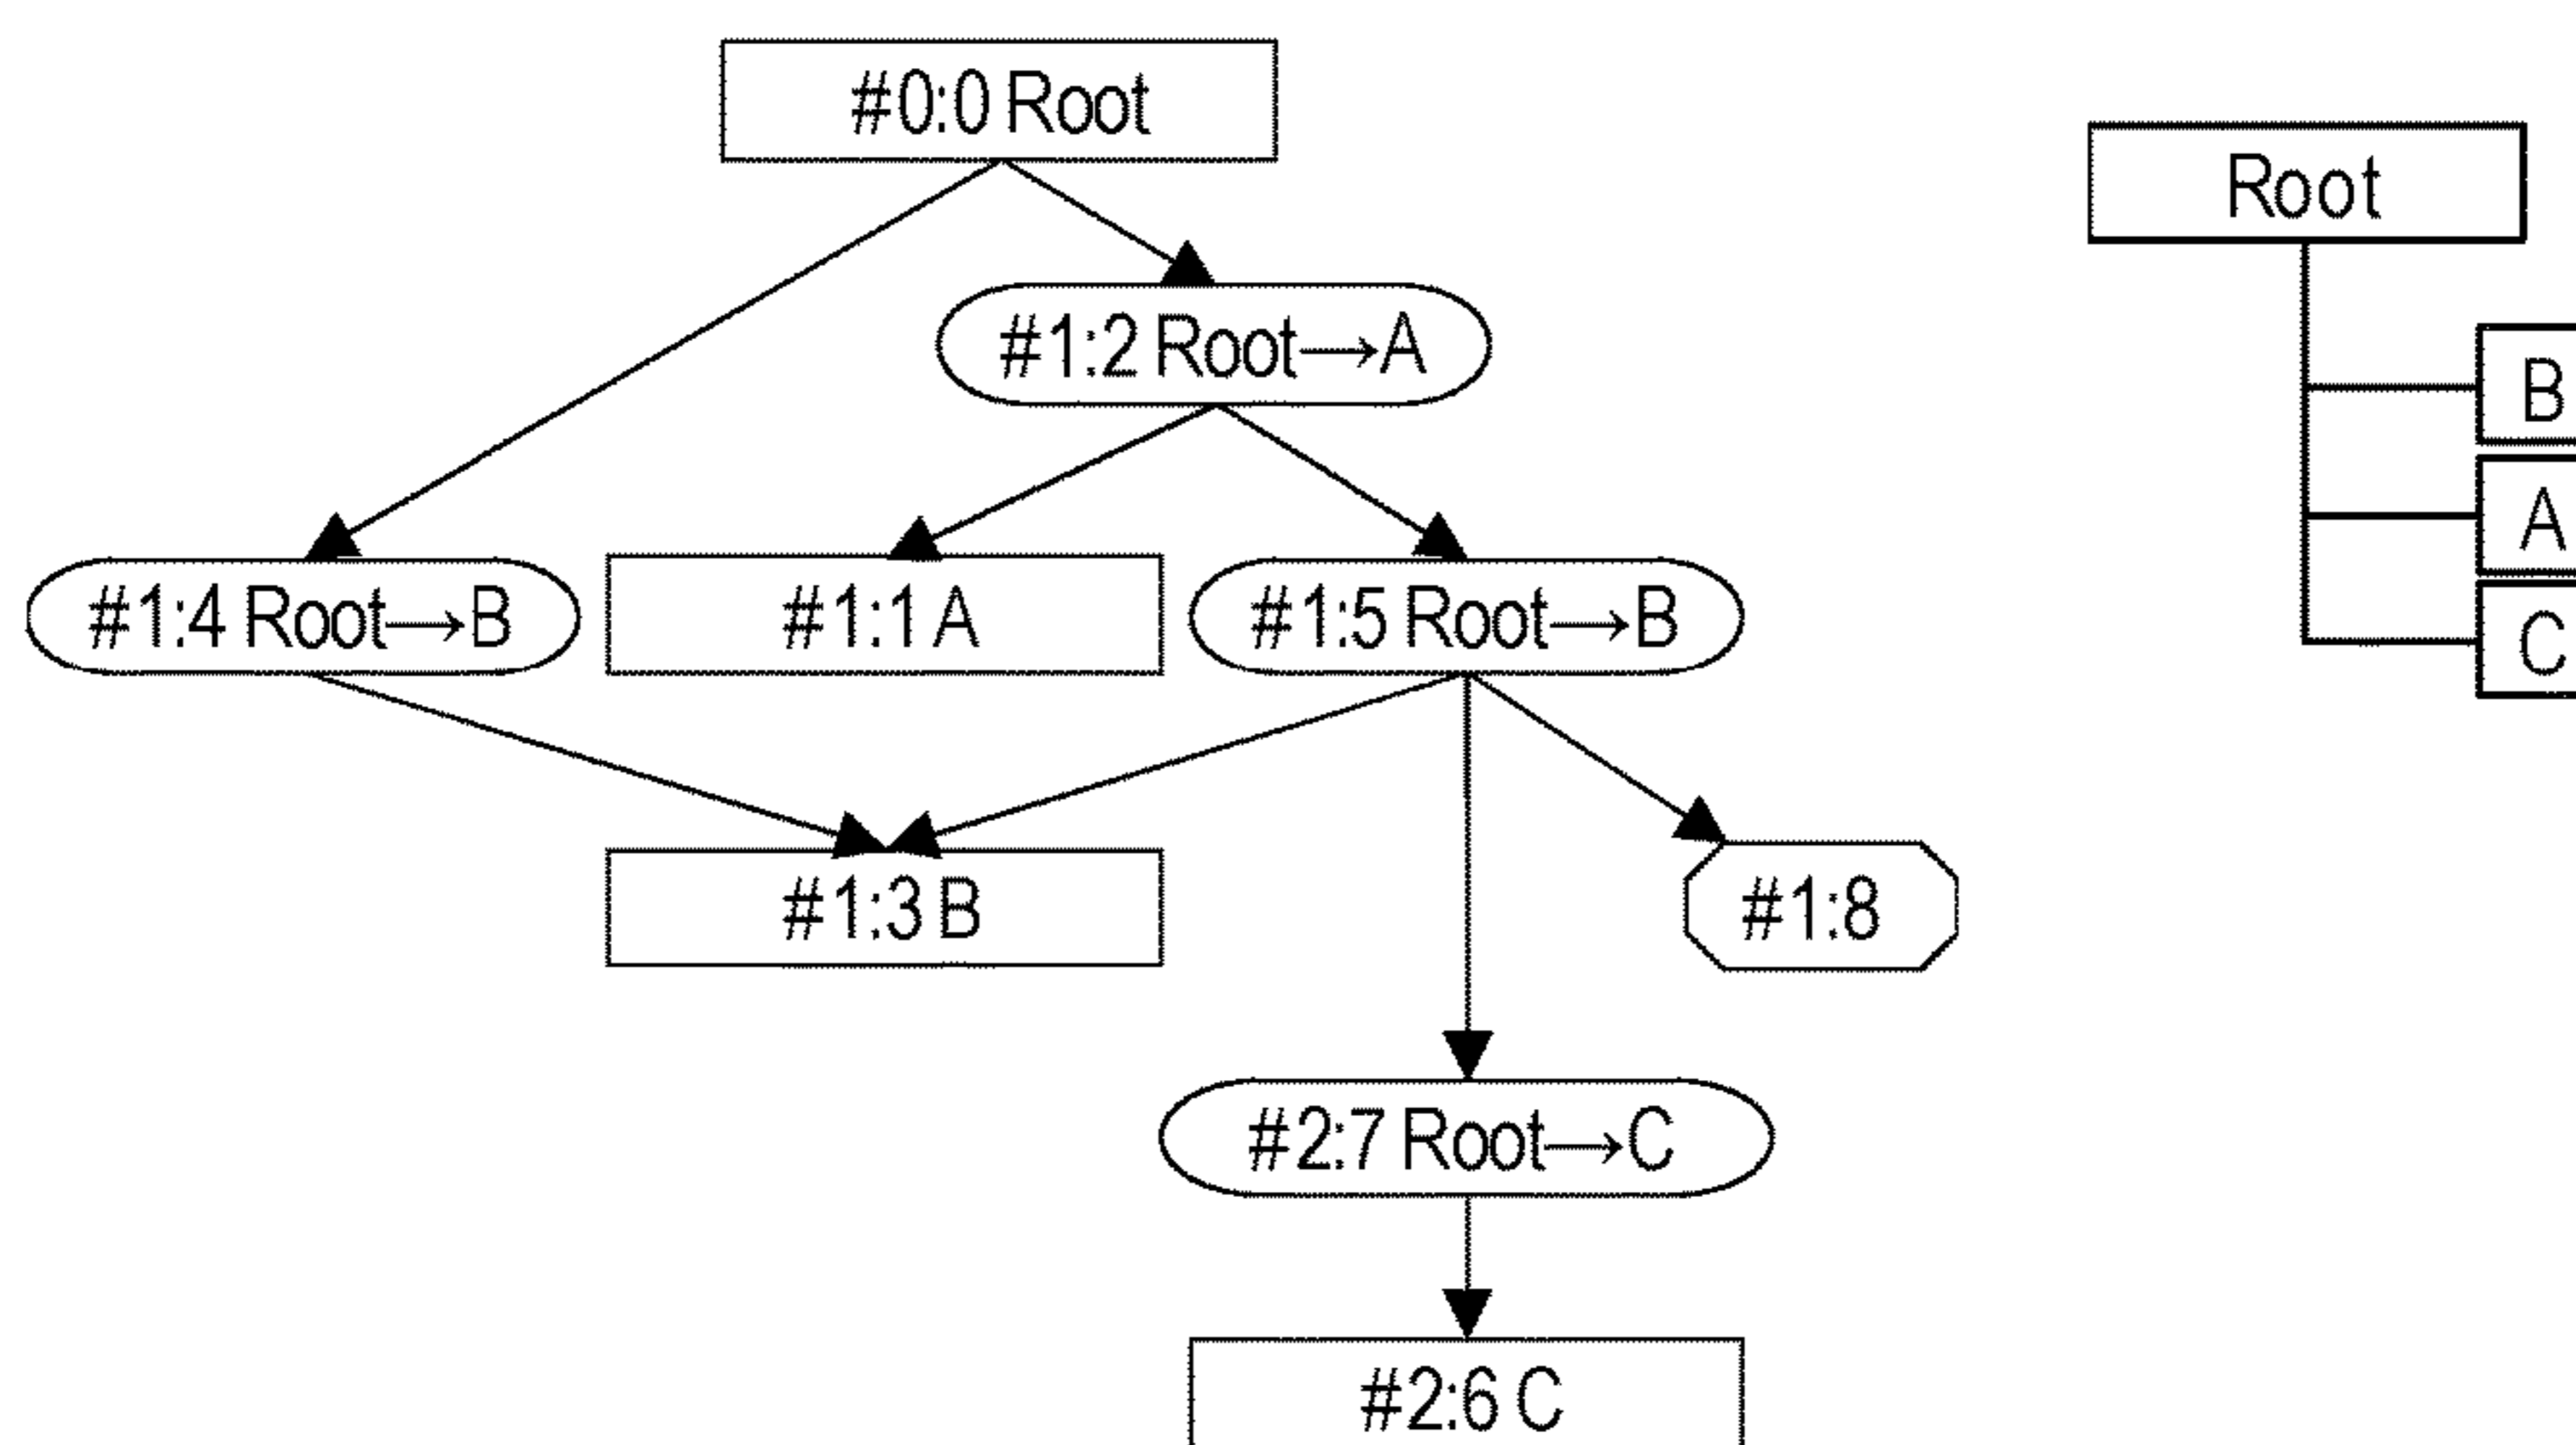 #0:0 Root
#1:2 Root→A
#1:4 Root→B
#1:1 A
#1:5 Root→B
#1:3 B
#1:8
#2:7 Root→C
#2:6 C
Root
B
A
C